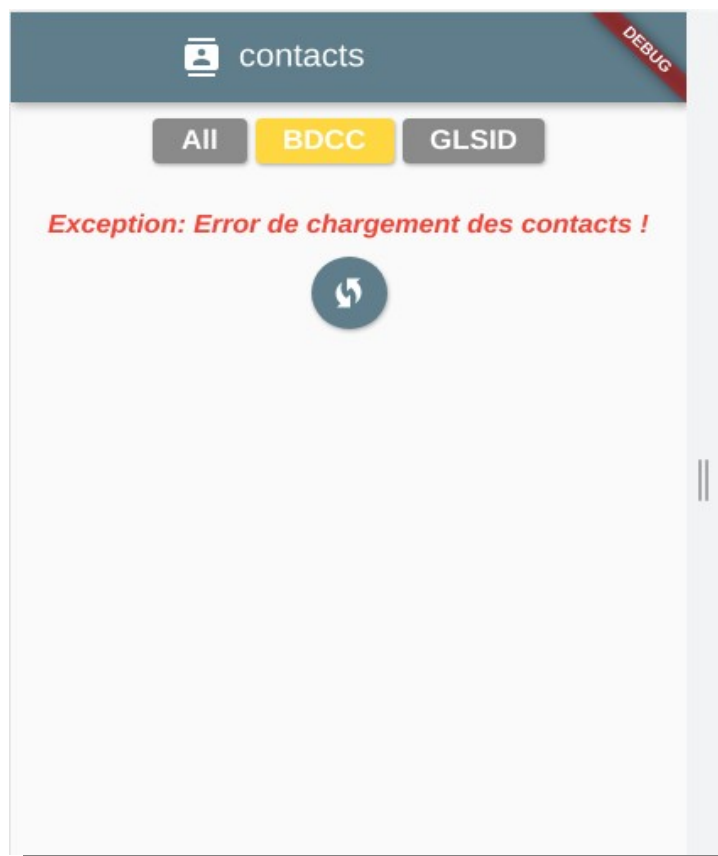 contacts
DEBUG
All BDCC GLSID
Exception: Error de chargement des contacts !